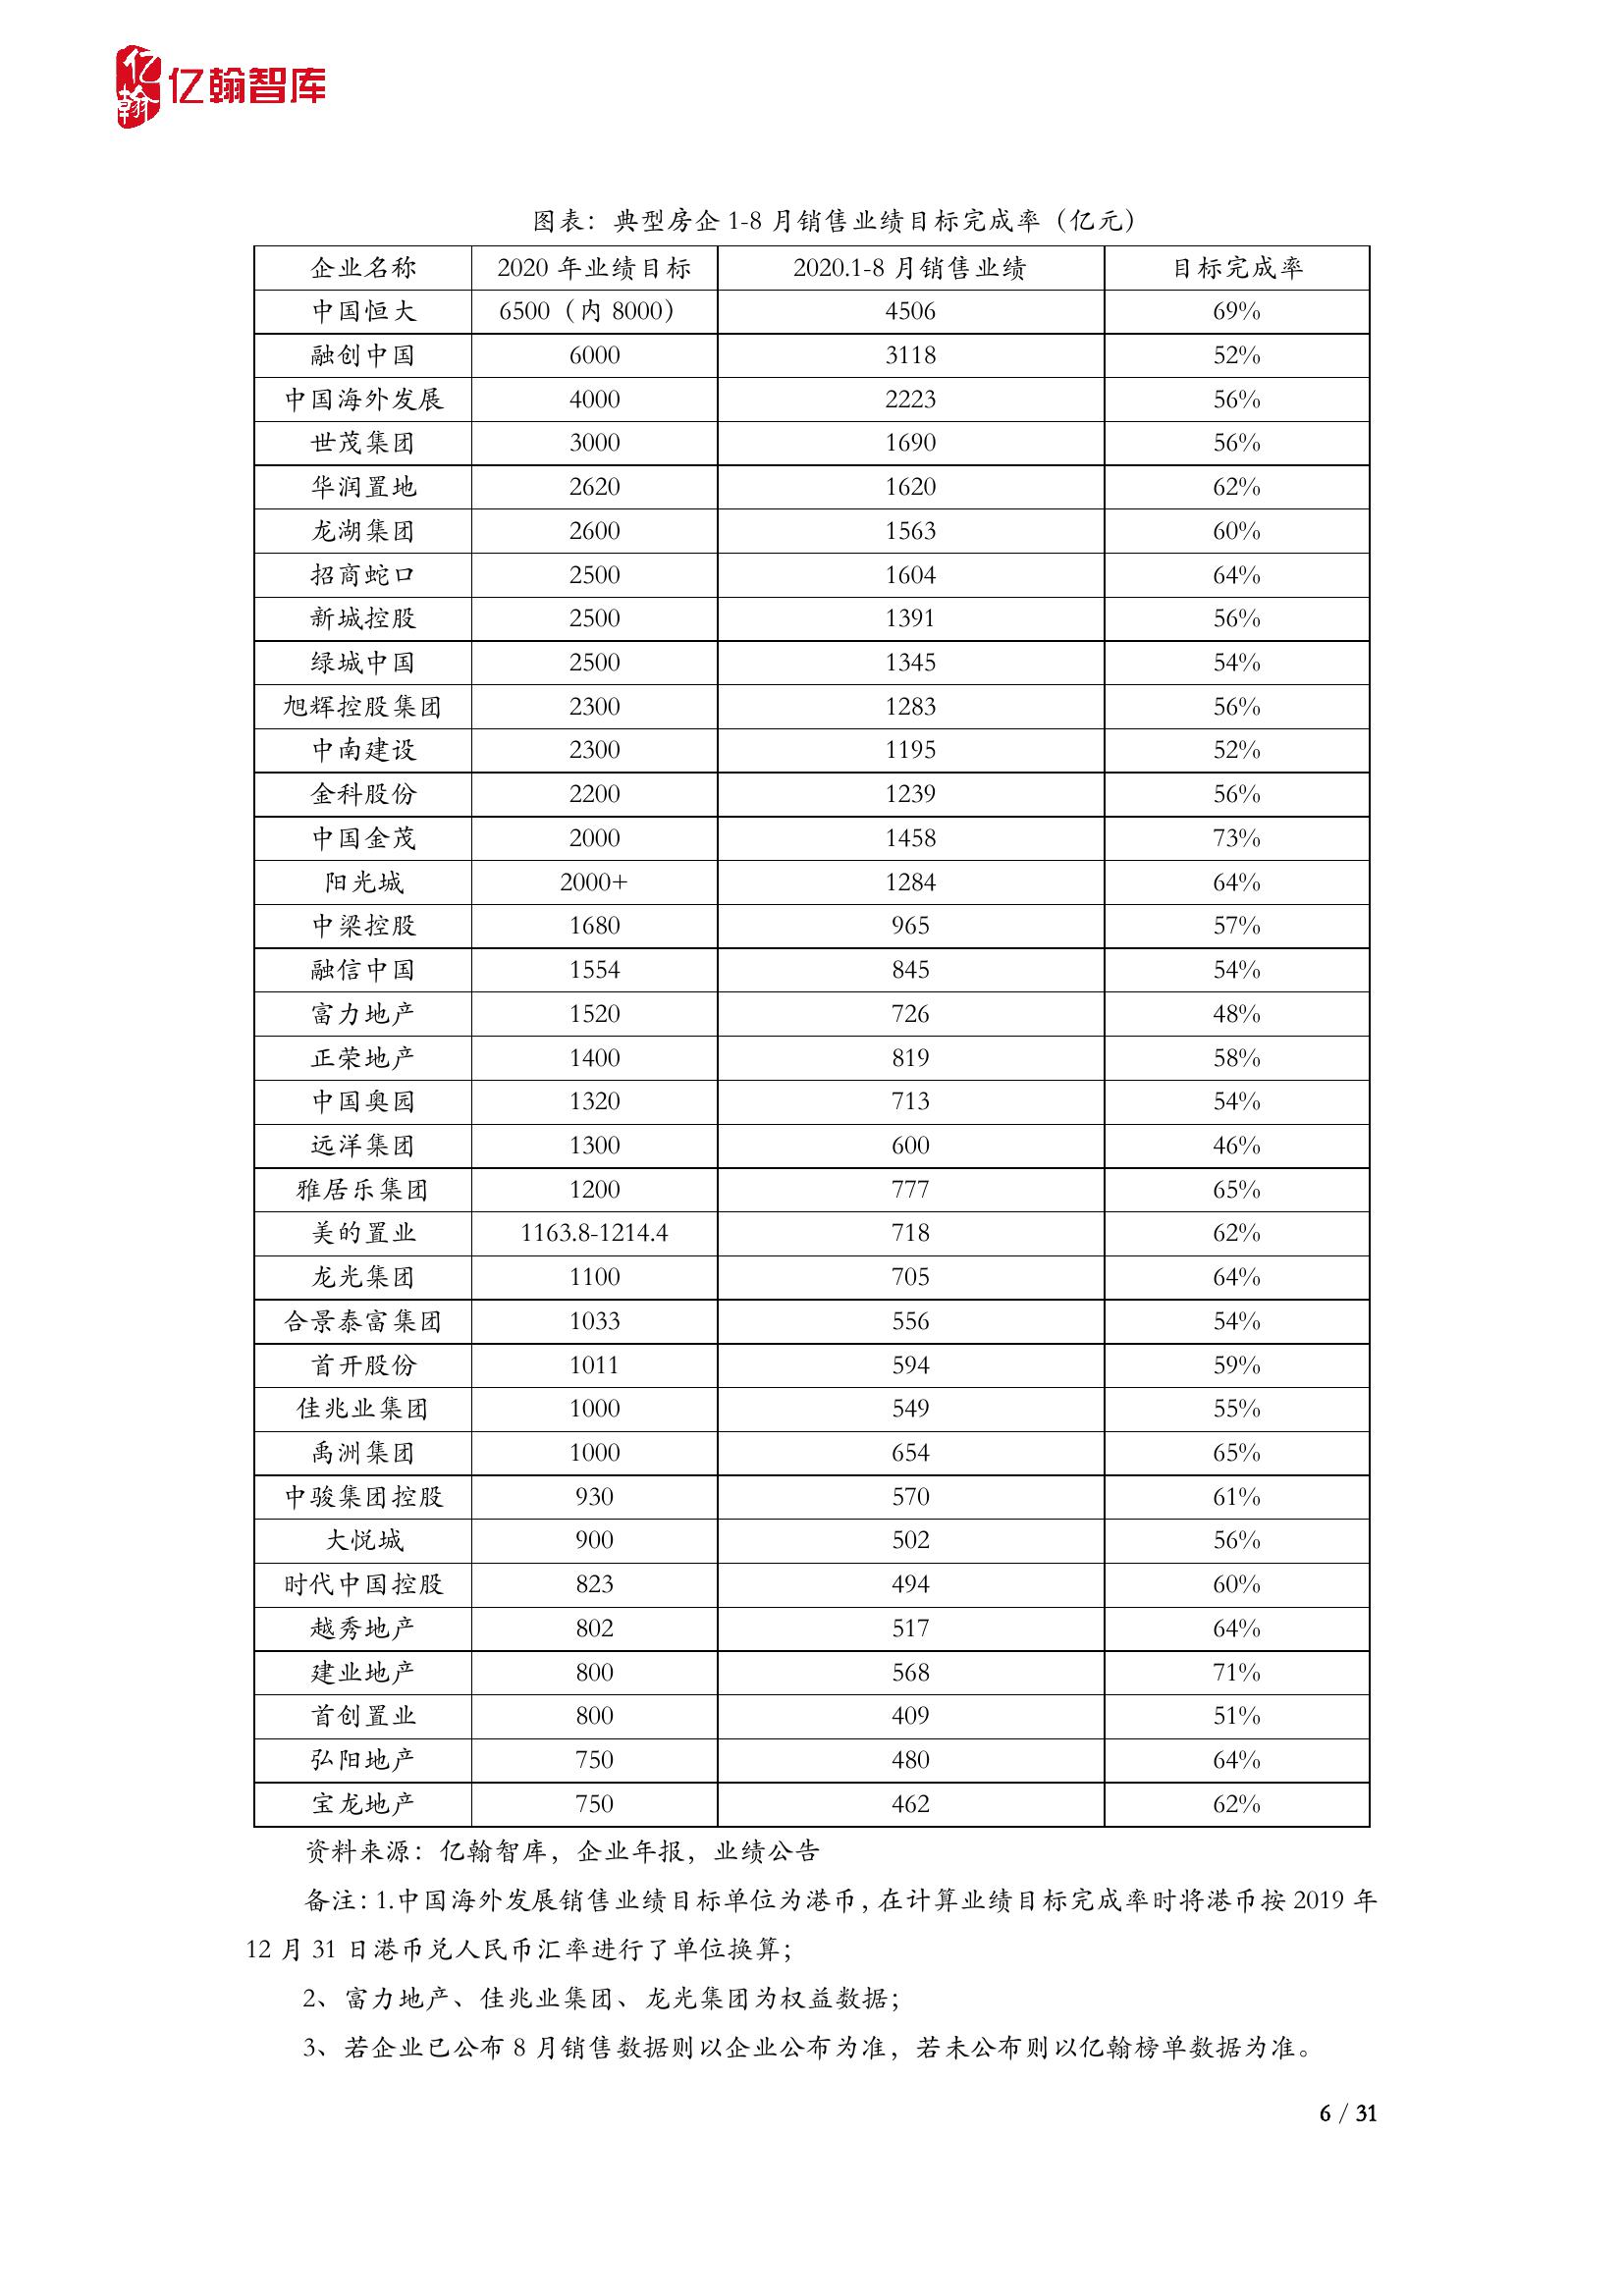 亿翰
亿翰智库
图表：典型房企 1-8 月销售业绩目标完成率（亿元）
企业名称 2020 年业绩目标 2020.1-8 月销售业绩 目标完成率
中国恒大 6500（内 8000） 4506 69%
融创中国 6000 3118 52%
中国海外发展 4000 2223 56%
世茂集团 3000 1690 56%
华润置地 2620 1620 62%
龙湖集团 2600 1563 60%
招商蛇口 2500 1604 64%
新城控股 2500 1391 56%
绿城中国 2500 1345 54%
旭辉控股集团 2300 1283 56%
中南建设 2300 1195 52%
金科股份 2200 1239 56%
中国金茂 2000 1458 73%
阳光城 2000+ 1284 64%
中梁控股 1680 965 57%
融信中国 1554 845 54%
富力地产 1520 726 48%
正荣地产 1400 819 58%
中国奥园 1320 713 54%
远洋集团 1300 600 46%
雅居乐集团 1200 777 65%
美的置业 1163.8-1214.4 718 62%
龙光集团 1100 705 64%
合景泰富集团 1033 556 54%
首开股份 1011 594 59%
佳兆业集团 1000 549 55%
禹洲集团 1000 654 65%
中骏集团控股 930 570 61%
大悦城 900 502 56%
时代中国控股 823 494 60%
越秀地产 802 517 64%
建业地产 800 568 71%
首创置业 800 409 51%
弘阳地产 750 480 64%
宝龙地产 750 462 62%
资料来源：亿翰智库，企业年报，业绩公告
备注：1.中国海外发展销售业绩目标单位为港币，在计算业绩目标完成率时将港币按 2019 年
12 月 31 日港币兑人民币汇率进行了单位换算；
2、富力地产、佳兆业集团、龙光集团为权益数据；
3、若企业已公布 8 月销售数据则以企业公布为准，若未公布则以亿翰榜单数据为准。
6 / 31